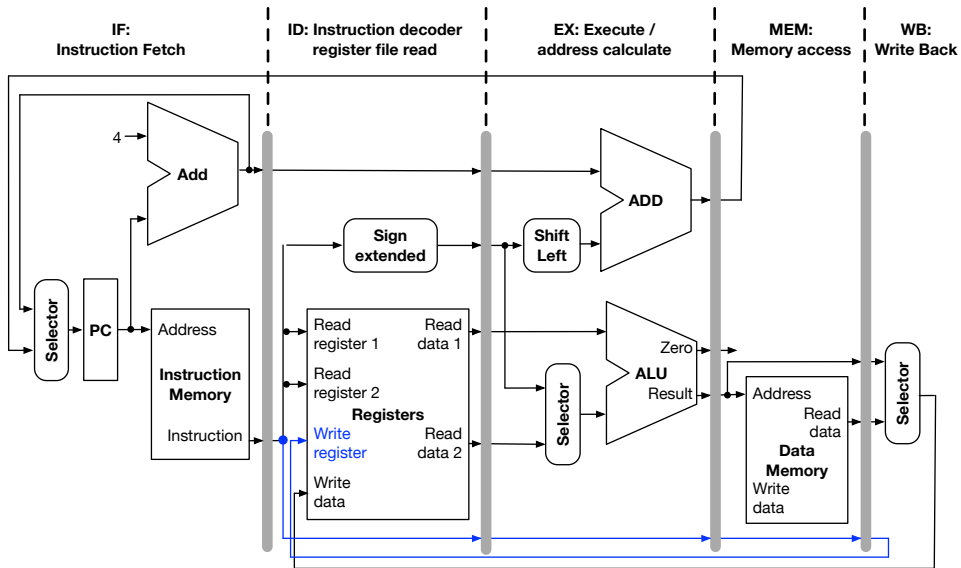 IF:
Instruction Fetch
ID: Instruction decoder
register file read
EX: Execute /
address calculate
MEM:
Memory access
WB:
Write Back
4
Add
ADD
Sign
extended
Shift
Left
Selector
PC
Address
Instruction
Memory
Instruction
Read
register 1
Read
data 1
Read
register 2
Registers
Write
register
Read
data 2
Write
data
Selector
Zero
ALU
Result
Address
Read
data
Data
Memory
Write
data
Selector